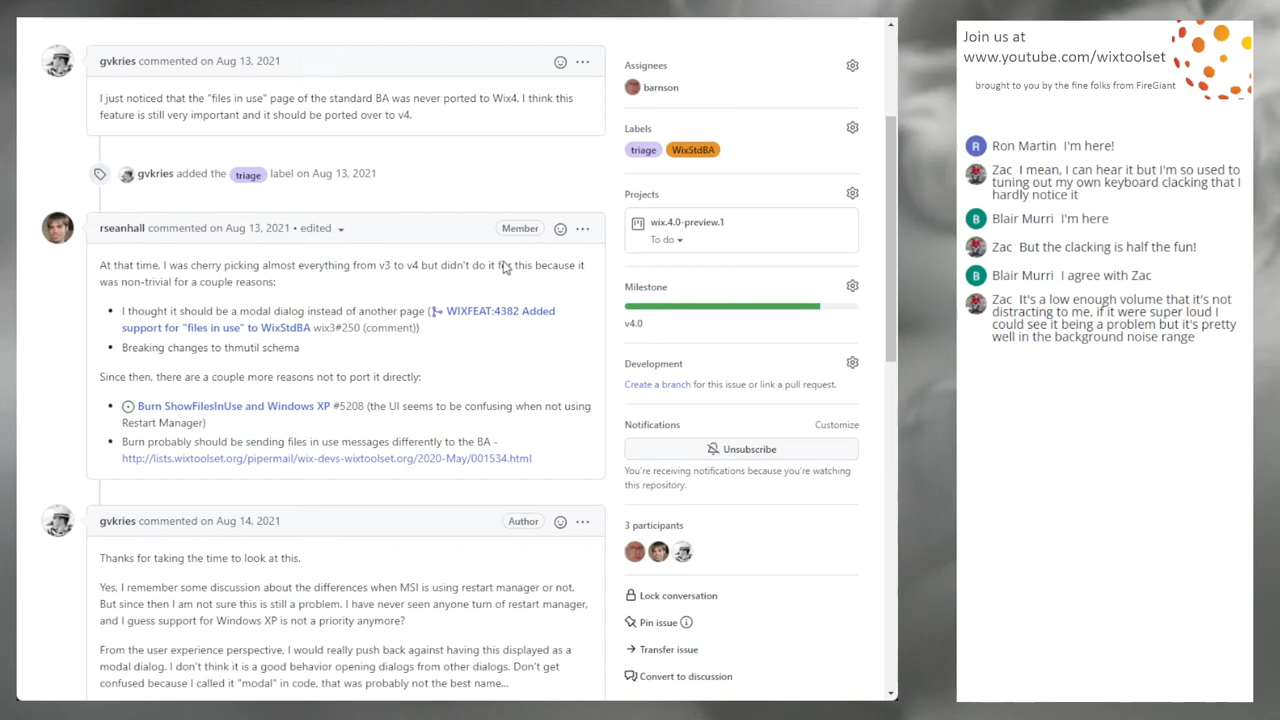 gvkries commented on Aug 13, 2021
I just noticed that the "files in use" page of the standard BA was never ported to Wix4. I think this
feature is still very important and it should be ported over to v4.
gvkries added the triage label on Aug 13, 2021
rseanhall commented on Aug 13, 2021 • edited
Member
At that time, I was cherry picking almost everything from v3 to v4 but didn't do it for this because it
was non-trivial for a couple reasons:
• I thought it should be a modal dialog instead of another page ( WIXFEAT:4382 Added
support for "files in use" to WixStdBA wix3#250 (comment))
• Breaking changes to thmutil schema
Since then, there are a couple more reasons not to port it directly:
• Burn ShowFilesInUse and Windows XP #5208 (the UI seems to be confusing when not using
Restart Manager)
• Burn probably should be sending files in use messages differently to the BA -
http://lists.wixtoolset.org/pipermail/wix-devs-wixtoolset.org/2020-May/001534.html
gvkries commented on Aug 14, 2021
Author
Thanks for taking the time to look at this.
Yes, I remember some discussion about the differences when MSI is using restart manager or not.
But since then I am not sure this is still a problem. I have never seen anyone turn of restart manager,
and I guess support for Windows XP is not a priority anymore?
From the user experience perspective, I would really push back against having this displayed as a
modal dialog. I don't think it is a good behavior opening dialogs from other dialogs. Don't get
confused because I called it "modal" in code, that was probably not the best name...
Assignees
barnson
Labels
triage WixStdBA
Projects
wix.4.0-preview.1
To do
Milestone
v4.0
Development
Create a branch for this issue or link a pull request.
Notifications Customize
Unsubscribe
You're receiving notifications because you're watching
this repository.
3 participants
Lock conversation
Pin issue
Transfer issue
Convert to discussion
Join us at
www.youtube.com/wixtoolset
brought to you by the fine folks from FireGiant
R Ron Martin I'm here!
Zac I mean, I can hear it but I'm so used to
tuning out my own keyboard clacking that I
hardly notice it
B Blair Murri I'm here
Zac But the clacking is half the fun!
B Blair Murri I agree with Zac
Zac It's a low enough volume that it's not
distracting to me, if it were super loud I
could see it being a problem but it's pretty
well in the background noise range